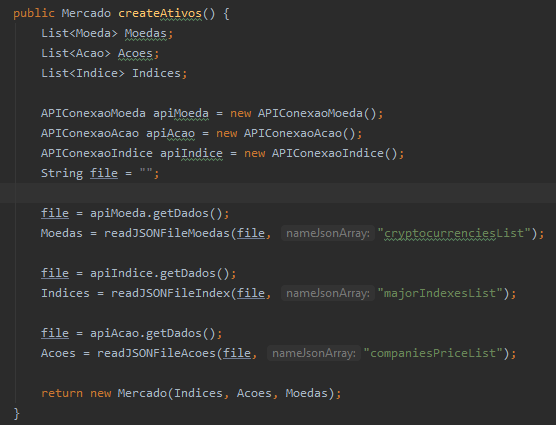 public Mercado createAtivos() {
List<Moeda> Moedas;
List<Acao> Acoes;
List<Indice> Indices;
APIConexaoMoeda apiMoeda = new APIConexaoMoeda();
APIConexaoAcao apiAcao = new APIConexaoAcao();
APIConexaoIndice apiIndice = new APIConexaoIndice();
String file = "";
file = apiMoeda.getDados();
Moedas = readJSONFileMoedas(file, nameJsonArray: "cryptocurrenciesList");
file = apiIndice.getDados();
Indices = readJSONFileIndex(file, nameJsonArray: "majorIndexesList");
file = apiAcao.getDados();
Acoes = readJSONFileAcoes(file, nameJsonArray: "companiesPriceList");
return new Mercado(Indices, Acoes, Moedas);
}